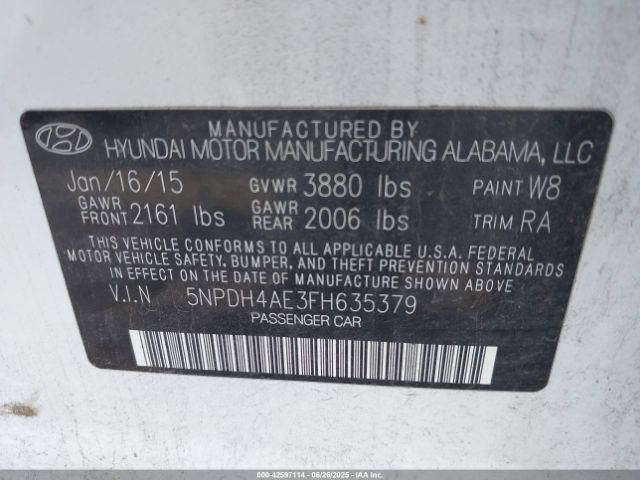 MANUFACTURED BY
HYUNDAI MOTOR MANUFACTURING ALABAMA, LLC
Jan/16/15 GVWR 3880 lbs PAINT W8
GAWR FRONT 2161 lbs GAWR REAR 2006 lbs TRIM RA
THIS VEHICLE CONFORMS TO ALL APPLICABLE U.S.A. FEDERAL
MOTOR VEHICLE SAFETY, BUMPER, AND THEFT PREVENTION STANDARDS
IN EFFECT ON THE DATE OF MANUFACTURE SHOWN ABOVE.
V.I.N 5NPDH4AE3FH635379
PASSENGER CAR
000-42597114 - 06/26/2025 - IAAI.COM